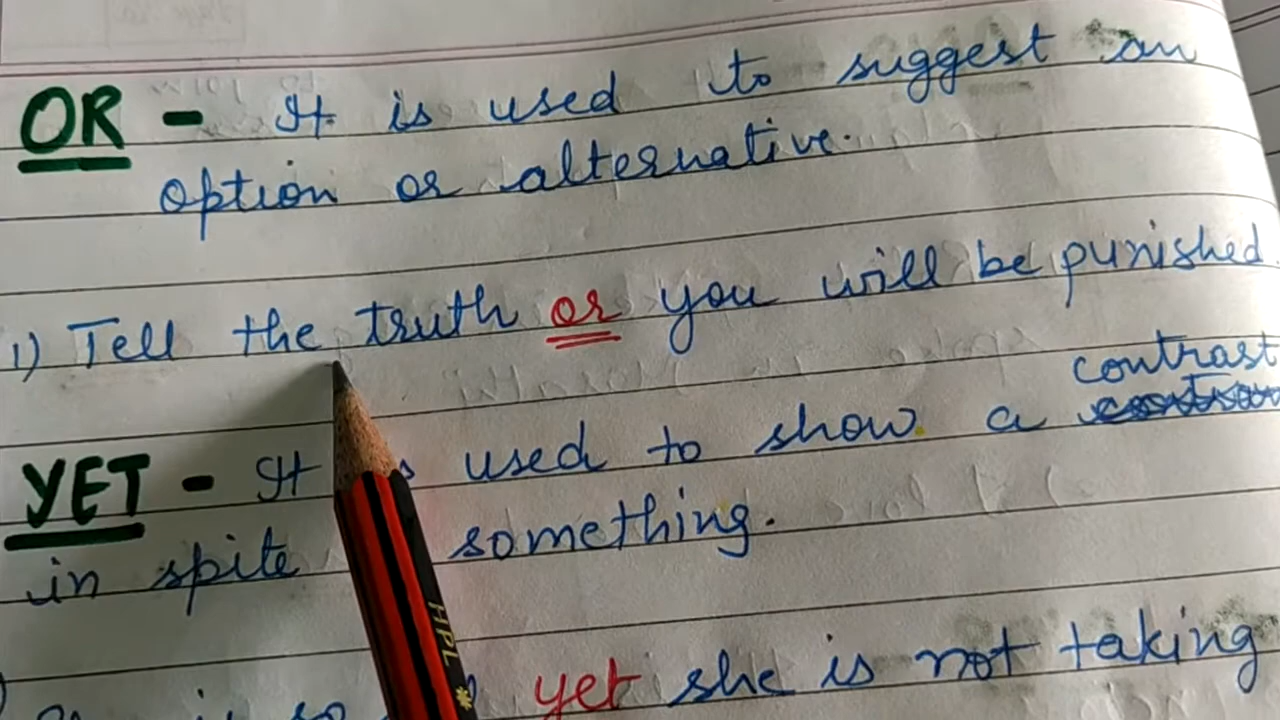 OR - It is used to suggest an
option or alternative.
1) Tell the truth or you will be punished.
contrast
YET - It used to show a
in spite something.
yet she is not taking
HPL